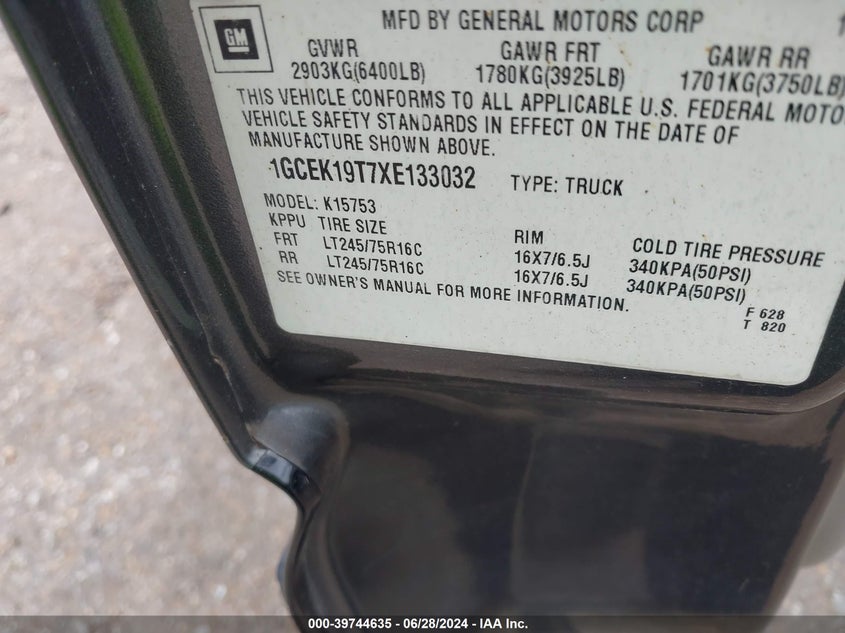 MFD BY GENERAL MOTORS CORP
GM
GVWR GAWR FRT GAWR RR
2903KG(6400LB) 1780KG(3925LB) 1701KG(3750LB)
THIS VEHICLE CONFORMS TO ALL APPLICABLE U.S. FEDERAL MOTO
VEHICLE SAFETY STANDARDS IN EFFECT ON THE DATE OF
MANUFACTURE SHOWN ABOVE.
1GCEK19T7XE133032 TYPE: TRUCK
MODEL: K15753
KPPU TIRE SIZE RIM COLD TIRE PRESSURE
FRT LT245/75R16C 16X7/6.5J 340KPA(50PSI)
RR LT245/75R16C 16X7/6.5J 340KPA(50PSI)
SEE OWNER'S MANUAL FOR MORE INFORMATION.
F 628
T 820
000-39744635 - 06/28/2024 - IAA Inc.